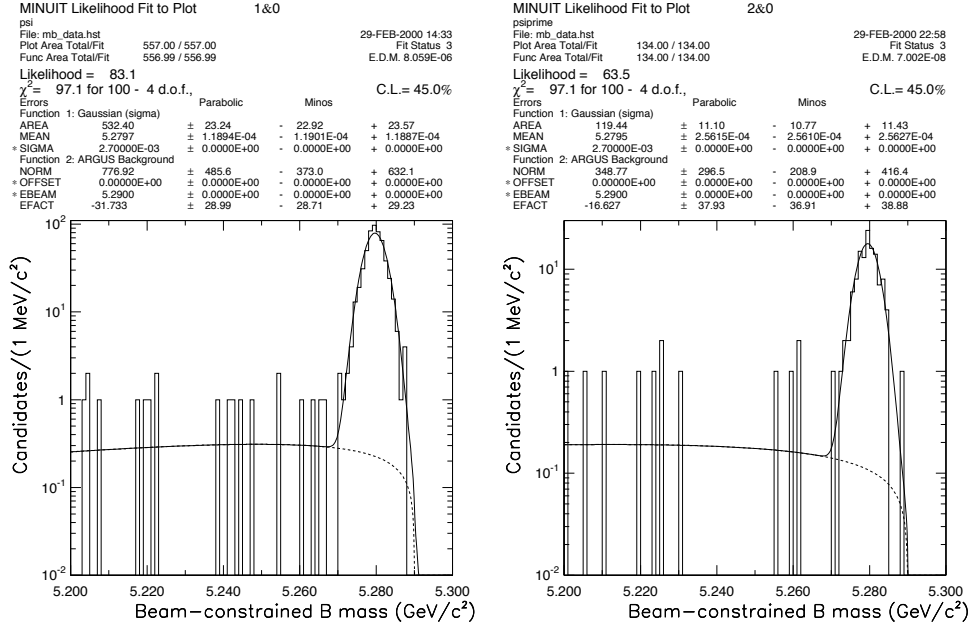 MINUIT Likelihood Fit to Plot 1&0
psi
File: mb_data.hst 29-FEB-2000 14:33
Plot Area Total/Fit 557.00 / 557.00 Fit Status 3
Func Area Total/Fit 556.99 / 556.99 E.D.M. 8.059E-06
Likelihood = 83.1
χ²= 97.1 for 100 - 4 d.o.f., C.L.= 45.0%
Errors Parabolic Minos
Function 1: Gaussian (sigma)
AREA 532.40 ± 23.24 - 22.92 + 23.57
MEAN 5.2797 ± 1.1894E-04 - 1.1901E-04 + 1.1887E-04
* SIGMA 2.70000E-03 ± 0.0000E+00 - 0.0000E+00 + 0.0000E+00
Function 2: ARGUS Background
NORM 776.92 ± 485.6 - 373.0 + 632.1
* OFFSET 0.00000E+00 ± 0.0000E+00 - 0.0000E+00 + 0.0000E+00
* EBEAM 5.2900 ± 0.0000E+00 - 0.0000E+00 + 0.0000E+00
EFACT -31.733 ± 28.99 - 28.71 + 29.23
10²
10¹
1
10⁻¹
10⁻²
Candidates/(1 MeV/c²)
5.200 5.220 5.240 5.260 5.280 5.300
Beam-constrained B mass (GeV/c²)
MINUIT Likelihood Fit to Plot 2&0
psiprime
File: mb_data.hst 29-FEB-2000 22:58
Plot Area Total/Fit 134.00 / 134.00 Fit Status 3
Func Area Total/Fit 134.00 / 134.00 E.D.M. 7.002E-08
Likelihood = 63.5
χ²= 97.1 for 100 - 4 d.o.f., C.L.= 45.0%
Errors Parabolic Minos
Function 1: Gaussian (sigma)
AREA 119.44 ± 11.10 - 10.77 + 11.43
MEAN 5.2795 ± 2.5615E-04 - 2.5610E-04 + 2.5627E-04
* SIGMA 2.70000E-03 ± 0.0000E+00 - 0.0000E+00 + 0.0000E+00
Function 2: ARGUS Background
NORM 348.77 ± 296.5 - 208.9 + 416.4
* OFFSET 0.00000E+00 ± 0.0000E+00 - 0.0000E+00 + 0.0000E+00
* EBEAM 5.2900 ± 0.0000E+00 - 0.0000E+00 + 0.0000E+00
EFACT -16.627 ± 37.93 - 36.91 + 38.88
10¹
1
10⁻¹
10⁻²
Candidates/(1 MeV/c²)
5.200 5.220 5.240 5.260 5.280 5.300
Beam-constrained B mass (GeV/c²)